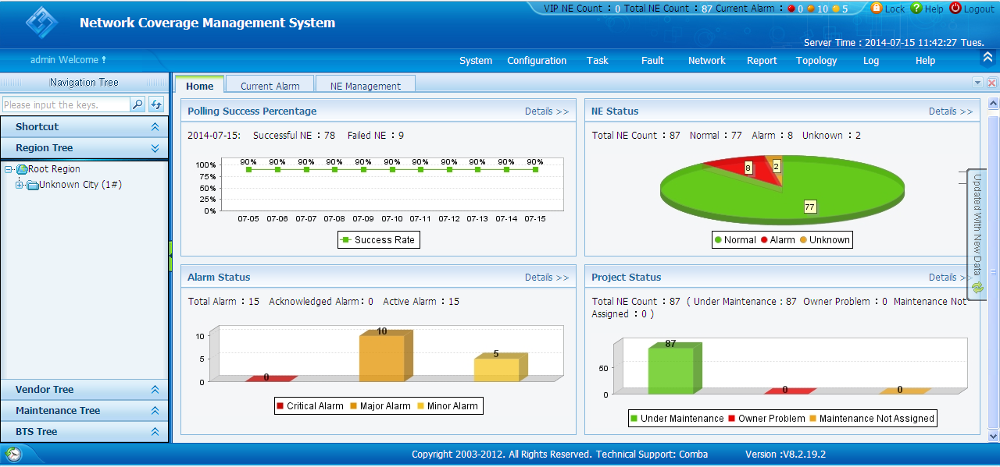 VIP NE Count : 0 Total NE Count : 87 Current Alarm : 0 10 5 Lock Help Logout
Network Coverage Management System
Server Time : 2014-07-15 11:42:27 Tues.
admin Welcome !
System Configuration Task Fault Network Report Topology Log Help
Navigation Tree
Home Current Alarm NE Management
Please input the keys.
Shortcut
Region Tree
Root Region
Unknown City (1#)
Vendor Tree
Maintenance Tree
BTS Tree
Polling Success Percentage Details >>
2014-07-15: Successful NE : 78 Failed NE : 9
90% 90% 90% 90% 90% 90% 90% 90% 90% 90% 90%
100%
75%
50%
25%
0%
07-05 07-06 07-07 07-08 07-09 07-10 07-11 07-12 07-13 07-14 07-15
Success Rate
NE Status Details >>
Total NE Count : 87 Normal : 77 Alarm : 8 Unknown : 2
8 2
77
Normal Alarm Unknown
Updated With New Data
Alarm Status Details >>
Total Alarm : 15 Acknowledged Alarm : 0 Active Alarm : 15
10
5
0
0 10 5
Critical Alarm Major Alarm Minor Alarm
Project Status Details >>
Total NE Count : 87 ( Under Maintenance : 87 Owner Problem : 0 Maintenance Not
Assigned : 0 )
50
0
87 0 0
Under Maintenance Owner Problem Maintenance Not Assigned
Copyright 2003-2012. All Rights Reserved. Technical Support: Comba Version :V8.2.19.2